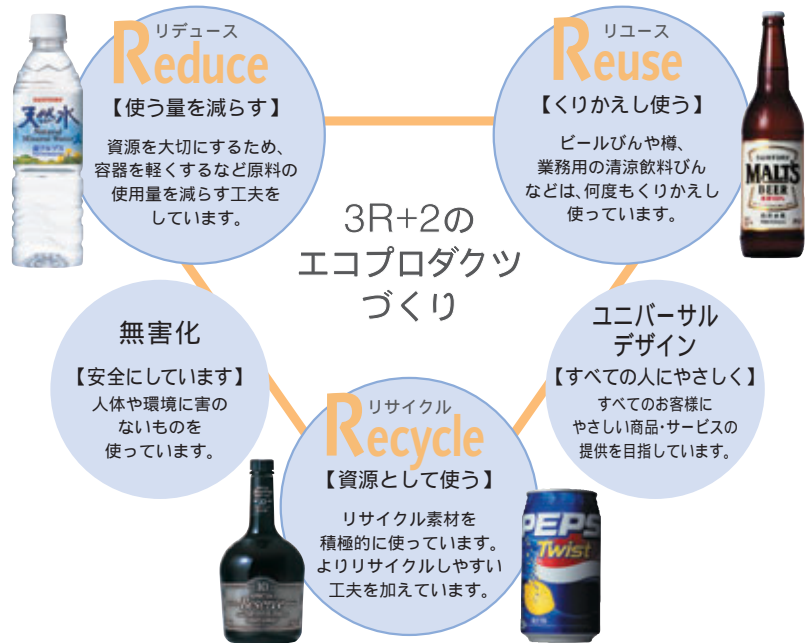 リデュース
Reduce
【使う量を減らす】
資源を大切にするため、
容器を軽くするなど原料の
使用量を減らす工夫を
しています。
リユース
Reuse
【くりかえし使う】
ビールびんや樽、
業務用の清涼飲料びん
などは、何度もくりかえし
使っています。
3R+2の
エコプロダクツ
づくり
無害化
【安全にしています】
人体や環境に害の
ないものを
使っています。
ユニバーサル
デザイン
【すべての人にやさしく】
すべてのお客様に
やさしい商品・サービスの
提供を目指しています。
リサイクル
Recycle
【資源として使う】
リサイクル素材を
積極的に使っています。
よりリサイクルしやすい
工夫を加えています。
SUNTORY
天然水
Natural
Mineral Water
SUNTORY
MALT'S
BEER
10
Reserve
PEPS
Twist